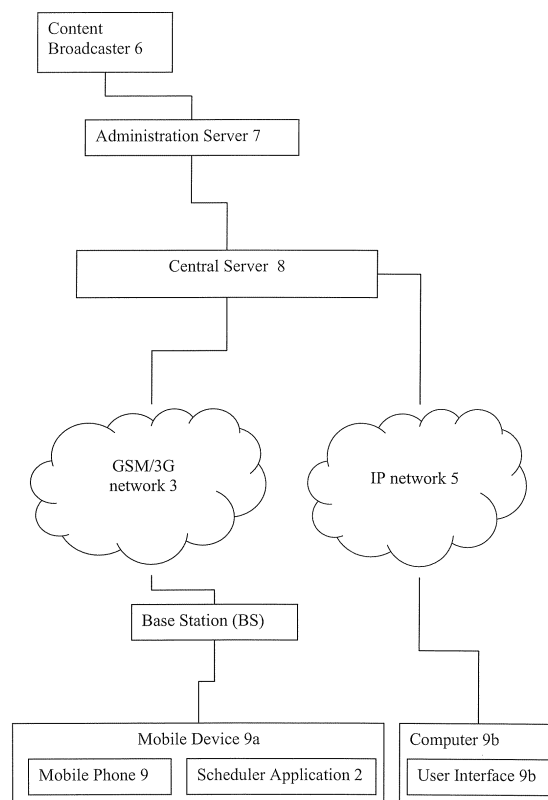 Content
Broadcaster 6
Administration Server 7
Central Server 8
GSM/3G
network 3
IP network 5
Base Station (BS)
Mobile Device 9a
Computer 9b
Mobile Phone 9
Scheduler Application 2
User Interface 9b